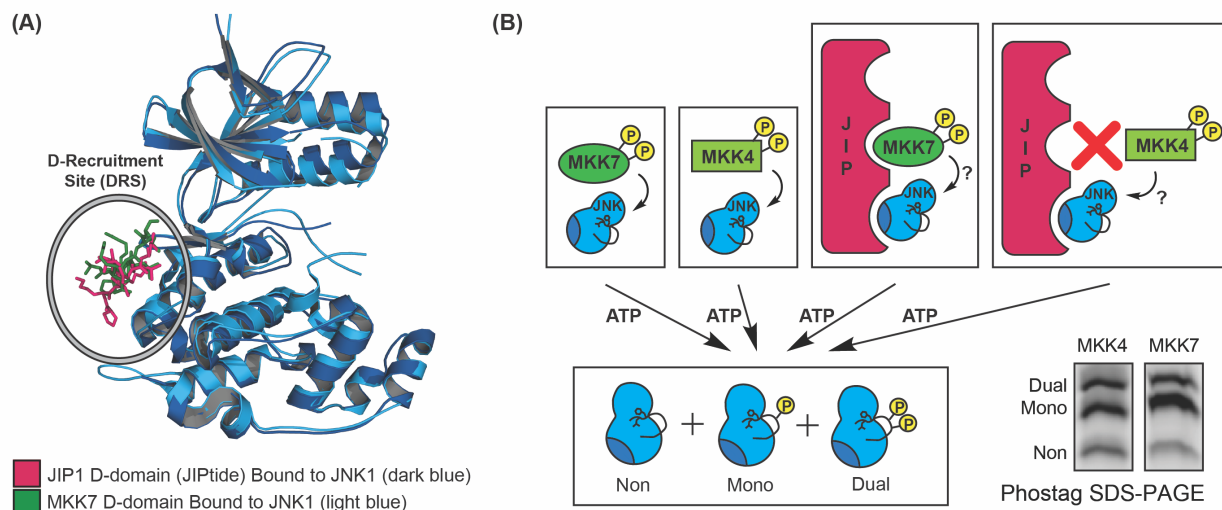 (A)
D-Recruitment
Site (DRS)
JIP1 D-domain (JIPtide) Bound to JNK1 (dark blue)
MKK7 D-domain Bound to JNK1 (light blue)
(B)
P
P
MKK7
JNK
P
P
MKK4
JNK
J
I
P
P
P
MKK7
?
JNK
J
I
P
P
P
MKK4
?
JNK
ATP
ATP
ATP
ATP
+
P
+
P
P
Non
Mono
Dual
MKK4
MKK7
Dual
Mono
Non
Phostag SDS-PAGE